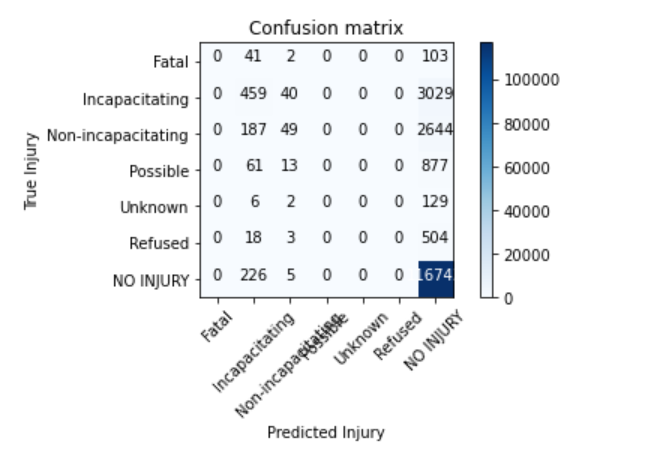 Confusion matrix
Fatal 0 41 2 0 0 0 103
Incapacitating 0 459 40 0 0 0 3029
Non-incapacitating 0 187 49 0 0 0 2644
Possible 0 61 13 0 0 0 877
Unknown 0 6 2 0 0 0 129
Refused 0 18 3 0 0 0 504
NO INJURY 0 226 5 0 0 0 1674
True Injury
Fatal Incapacitating Non-incapacitating Possible Unknown Refused NO INJURY
Predicted Injury
100000
80000
60000
40000
20000
0